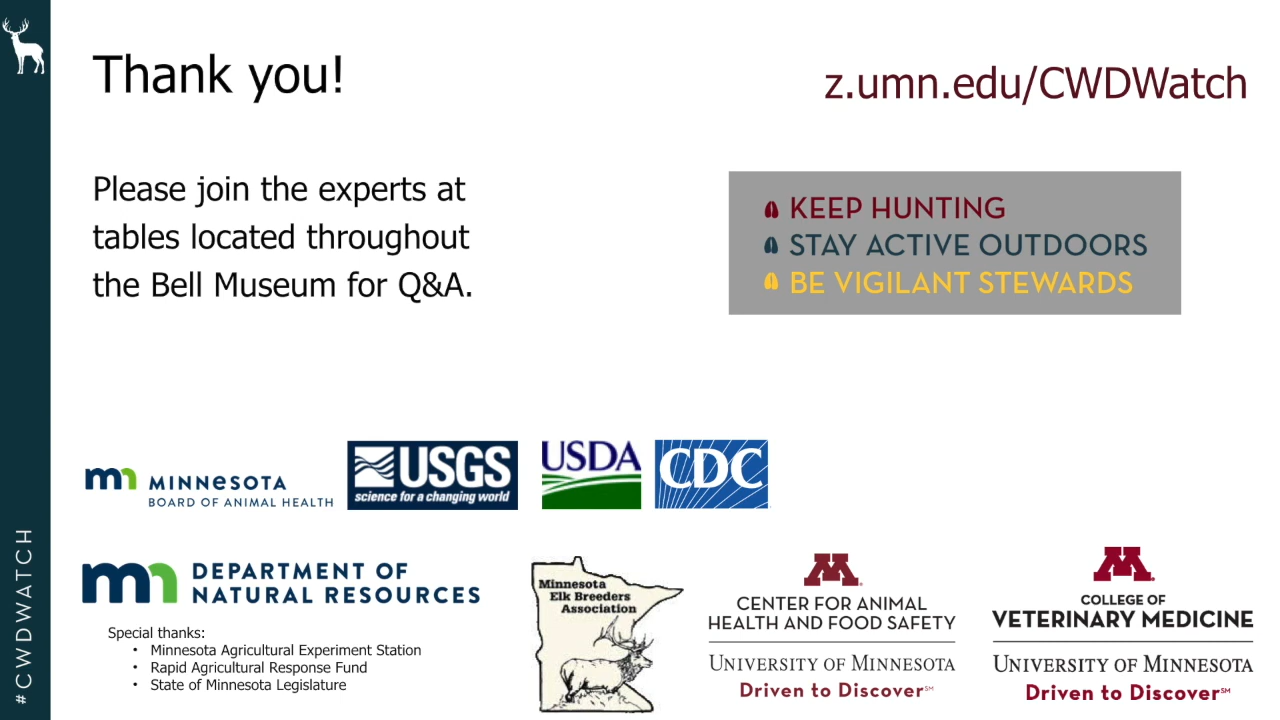 Thank you!
z.umn.edu/CWDWatch
Please join the experts at
tables located throughout
the Bell Museum for Q&A.
KEEP HUNTING
STAY ACTIVE OUTDOORS
BE VIGILANT STEWARDS
MINNESOTA
BOARD OF ANIMAL HEALTH
USGS
science for a changing world
USDA
CDC
DEPARTMENT OF
NATURAL RESOURCES
Special thanks:
• Minnesota Agricultural Experiment Station
• Rapid Agricultural Response Fund
• State of Minnesota Legislature
Minnesota
Elk Breeders
Association
M
CENTER FOR ANIMAL
HEALTH AND FOOD SAFETY
UNIVERSITY OF MINNESOTA
Driven to Discover℠
M
COLLEGE OF
VETERINARY MEDICINE
UNIVERSITY OF MINNESOTA
Driven to Discover℠
#CWDWATCH